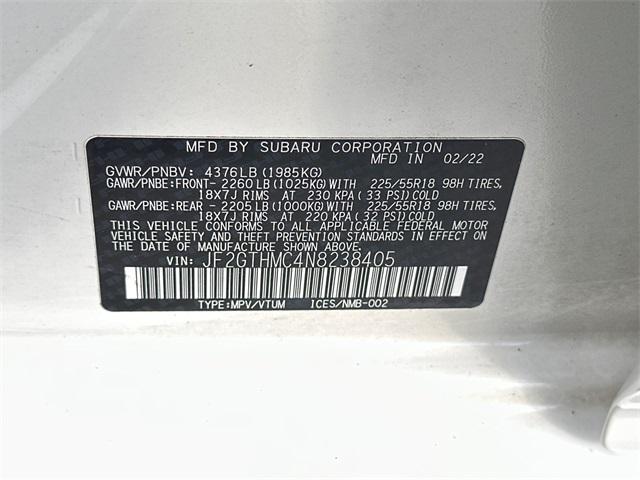 MFD BY SUBARU CORPORATION
MFD IN 02/22
GVWR/PNBV: 4376LB (1985KG)
GAWR/PNBE:FRONT-2260LB(1025KG)WITH 225/55R18 98H TIRES,
18X7J RIMS AT 230 KPA (33 PSI)COLD
GAWR/PNBE:REAR -2205LB(1000KG)WITH 225/55R18 98H TIRES,
18X7J RIMS AT 220 KPA (32 PSI)COLD
THIS VEHICLE CONFORMS TO ALL APPLICABLE FEDERAL MOTOR
VEHICLE SAFETY AND THEFT PREVENTION STANDARDS IN EFFECT
ON THE DATE OF MANUFACTURE SHOWN ABOVE.
VIN: JF2GTHMC4N8238405
TYPE:MPV/VTUM ICES/NMB-002